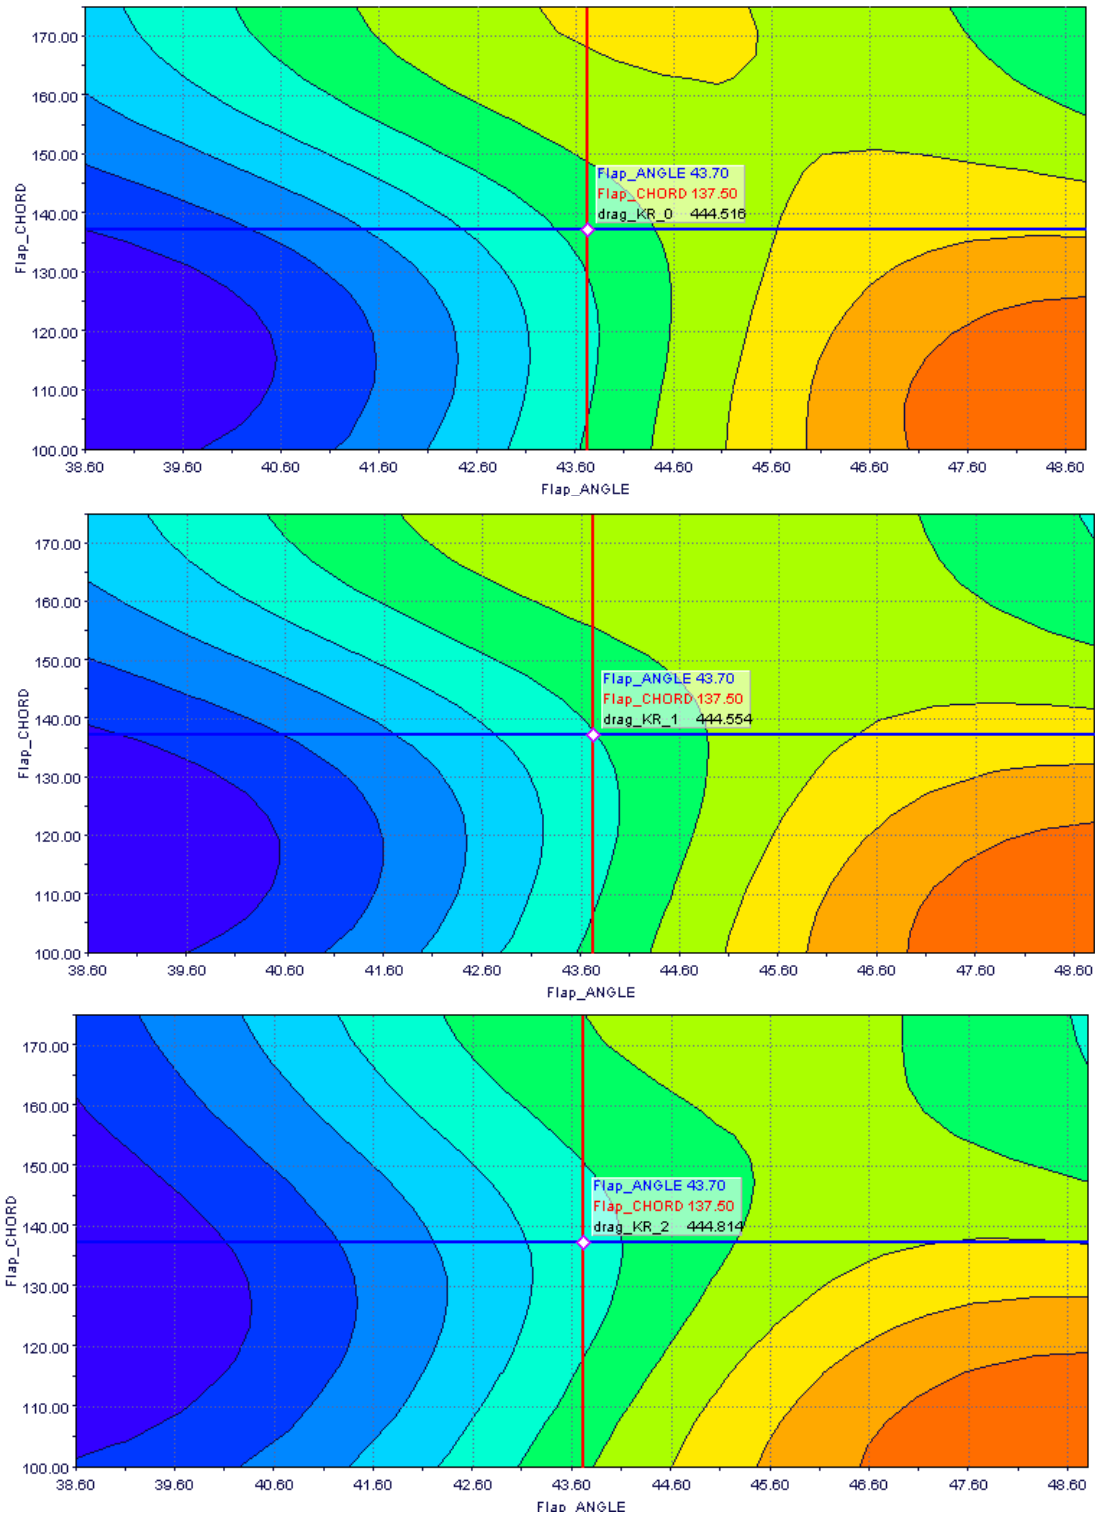 170.00
160.00
150.00
140.00
130.00
120.00
110.00
100.00
Flap_CHORD
Flap_ANGLE 43.70
Flap_CHORD 137.50
drag_KR_0 444.516
38.60 39.60 40.60 41.60 42.60 43.60 44.60 45.60 46.60 47.60 48.60
Flap_ANGLE
170.00
160.00
150.00
140.00
130.00
120.00
110.00
100.00
Flap_CHORD
Flap_ANGLE 43.70
Flap_CHORD 137.50
drag_KR_1 444.554
38.60 39.60 40.60 41.60 42.60 43.60 44.60 45.60 46.60 47.60 48.60
Flap_ANGLE
170.00
160.00
150.00
140.00
130.00
120.00
110.00
100.00
Flap_CHORD
Flap_ANGLE 43.70
Flap_CHORD 137.50
drag_KR_2 444.814
38.60 39.60 40.60 41.60 42.60 43.60 44.60 45.60 46.60 47.60 48.60
Flap_ANGLE